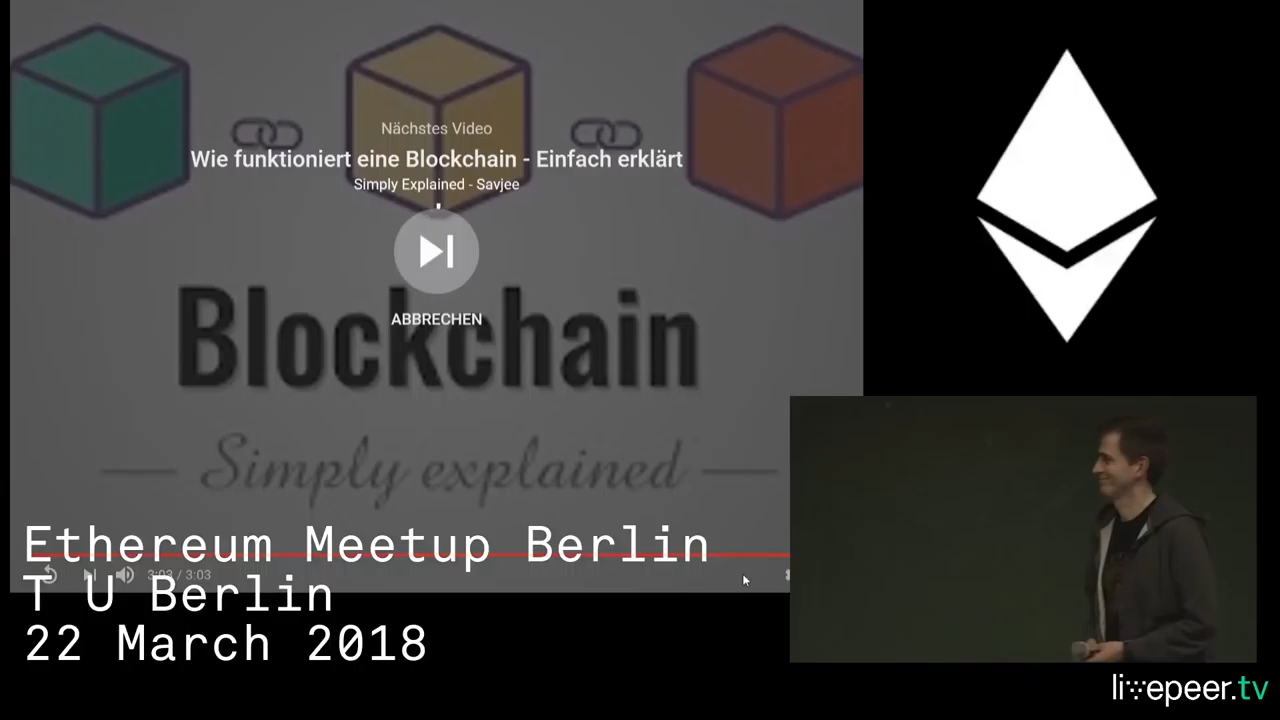 Nächstes Video
Wie funktioniert eine Blockchain - Einfach erklärt
Simply Explained - Savjee
ABBRECHEN
Blockchain
Simply explained
3:03 / 3:03
Ethereum Meetup Berlin
T U Berlin
22 March 2018
livepeer.tv